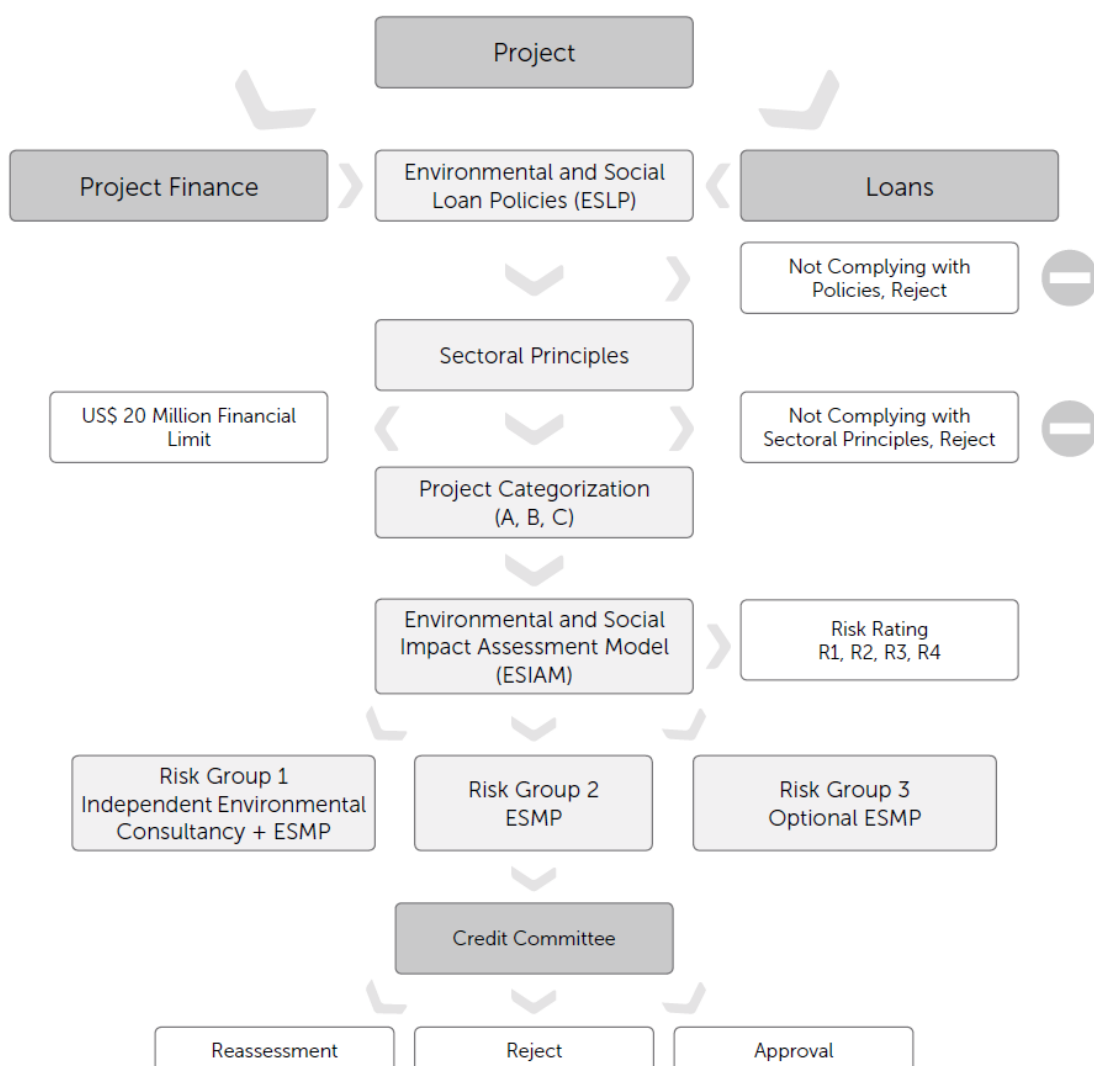 Project
Project Finance
Environmental and Social
Loan Policies (ESLP)
Loans
Not Complying with
Policies, Reject
Sectoral Principles
US$ 20 Million Financial
Limit
Not Complying with
Sectoral Principles, Reject
Project Categorization
(A, B, C)
Environmental and Social
Impact Assessment Model
(ESIAM)
Risk Rating
R1, R2, R3, R4
Risk Group 1
Independent Environmental
Consultancy + ESMP
Risk Group 2
ESMP
Risk Group 3
Optional ESMP
Credit Committee
Reassessment
Reject
Approval